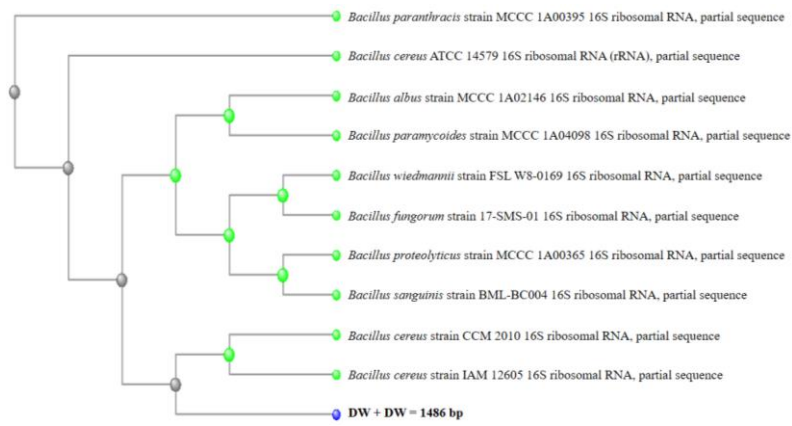 Bacillus paranthracis strain MCCC 1A00395 16S ribosomal RNA, partial sequence
Bacillus cereus ATCC 14579 16S ribosomal RNA (rRNA), partial sequence
Bacillus albus strain MCCC 1A02146 16S ribosomal RNA, partial sequence
Bacillus paramycoides strain MCCC 1A04098 16S ribosomal RNA, partial sequence
Bacillus wiedmannii strain FSL W8-0169 16S ribosomal RNA, partial sequence
Bacillus fungorum strain 17-SMS-01 16S ribosomal RNA, partial sequence
Bacillus proteolyticus strain MCCC 1A00365 16S ribosomal RNA, partial sequence
Bacillus sanguinis strain BML-BC004 16S ribosomal RNA, partial sequence
Bacillus cereus strain CCM 2010 16S ribosomal RNA, partial sequence
Bacillus cereus strain IAM 12605 16S ribosomal RNA, partial sequence
DW + DW = 1486 bp